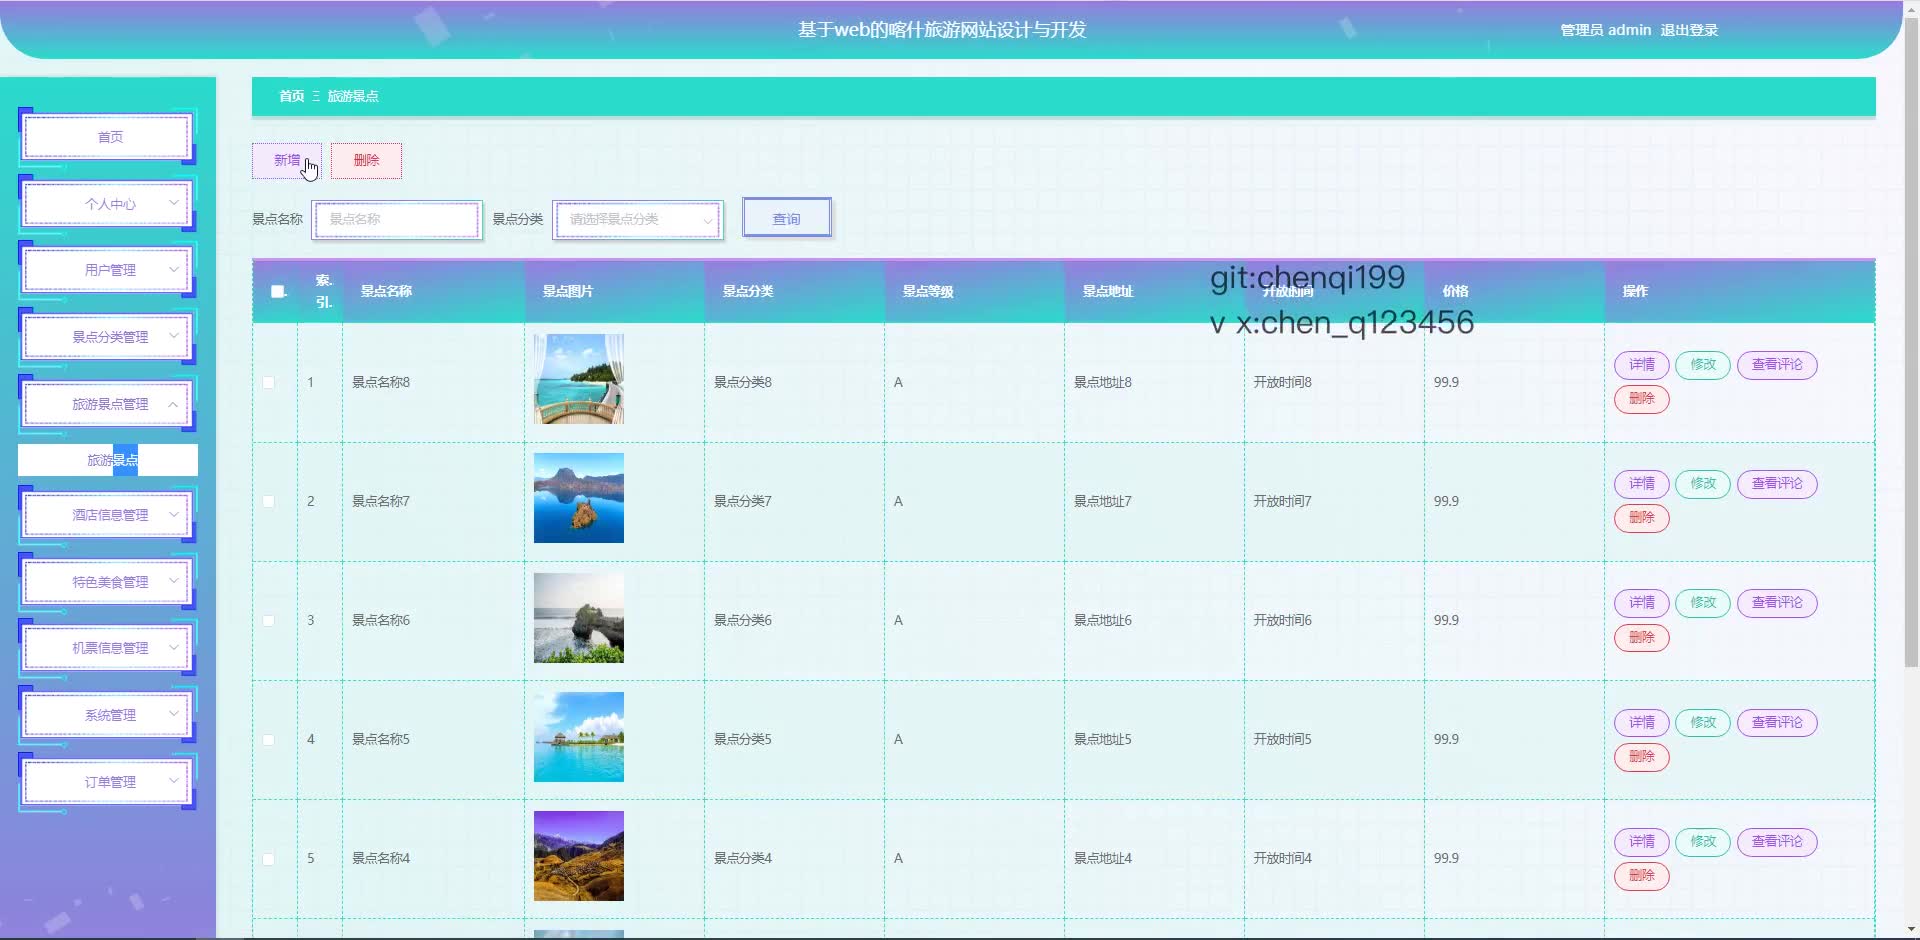 基于web的喀什旅游网站设计与开发
管理员 admin 退出登录
首页
个人中心
用户管理
景点分类管理
旅游景点管理
旅游景点
酒店信息管理
特色美食管理
机票信息管理
系统管理
订单管理
首页 旅游景点
新增 删除
景点名称 景点名称 景点分类 请选择景点分类 查询
索引. 景点名称 景点图片 景点分类 景点等级 景点地址 开放时间 价格 操作
git:chenqi199
v x:chen_q123456
1 景点名称8 景点分类8 A 景点地址8 开放时间8 99.9 详情 修改 查看评论
删除
2 景点名称7 景点分类7 A 景点地址7 开放时间7 99.9 详情 修改 查看评论
删除
3 景点名称6 景点分类6 A 景点地址6 开放时间6 99.9 详情 修改 查看评论
删除
4 景点名称5 景点分类5 A 景点地址5 开放时间5 99.9 详情 修改 查看评论
删除
5 景点名称4 景点分类4 A 景点地址4 开放时间4 99.9 详情 修改 查看评论
删除